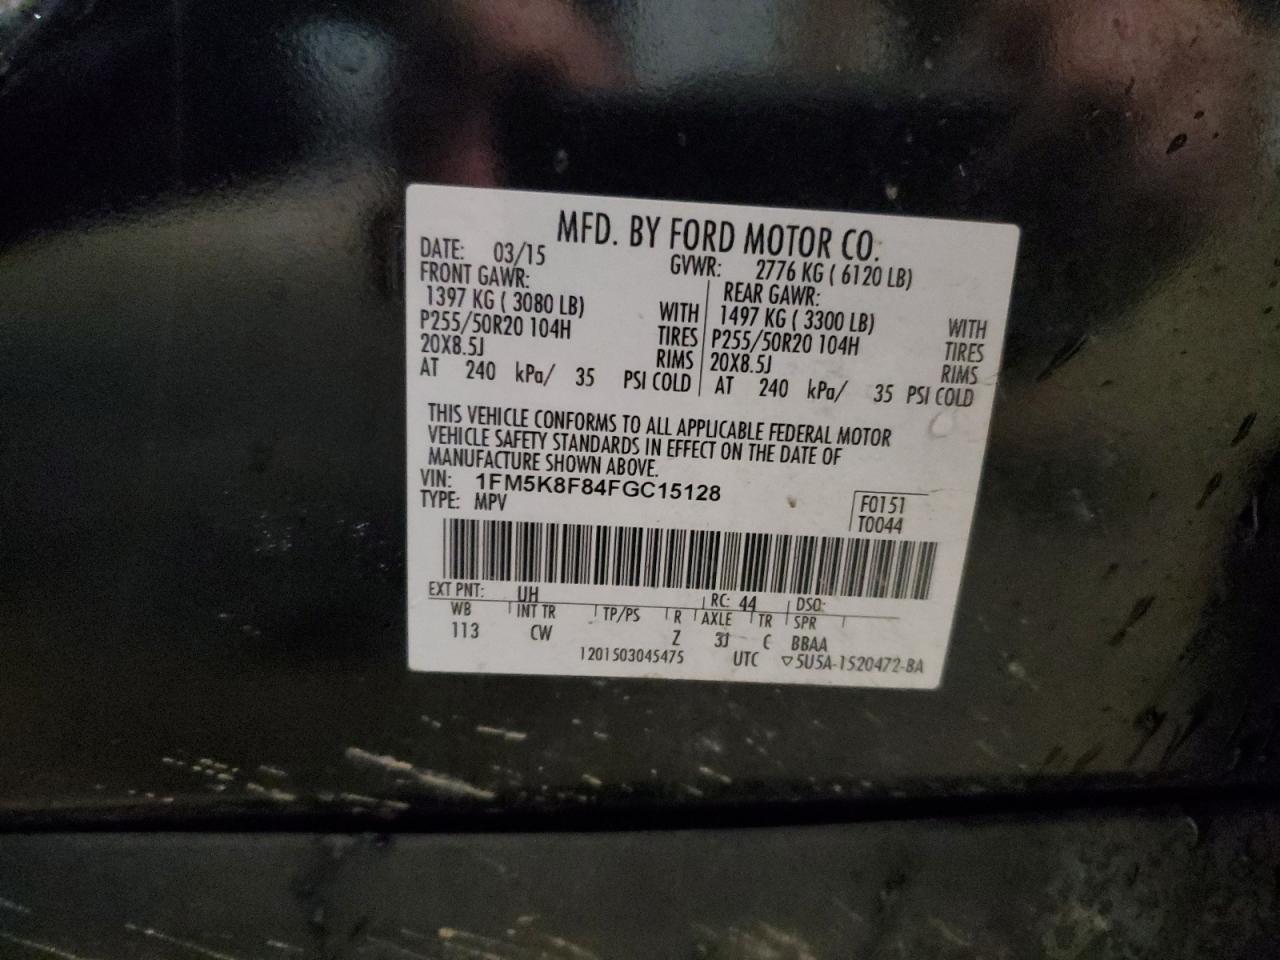 MFD. BY FORD MOTOR CO.
DATE: 03/15 GVWR: 2776 KG ( 6120 LB)
FRONT GAWR: REAR GAWR:
1397 KG ( 3080 LB) WITH 1497 KG ( 3300 LB) WITH
P255/50R20 104H TIRES P255/50R20 104H TIRES
20X8.5J RIMS 20X8.5J RIMS
AT 240 kPa/ 35 PSI COLD AT 240 kPa/ 35 PSI COLD
THIS VEHICLE CONFORMS TO ALL APPLICABLE FEDERAL MOTOR
VEHICLE SAFETY STANDARDS IN EFFECT ON THE DATE OF
MANUFACTURE SHOWN ABOVE.
VIN: 1FM5K8F84FGC15128 F0151
TYPE: MPV T0044
EXT PNT: UH RC: 44 DSO:
WB INT TR TP/PS R AXLE TR SPR
113 CW Z 3J C BBAA
1201503045475 UTC ▽5U5A-1520472-BA